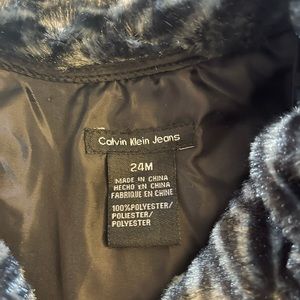 Calvin Klein Jeans
24M
MADE IN CHINA
HECHO EN CHINA
FABRIQUE EN CHINE
100%POLYESTER/
POLIESTER/
POLYESTER